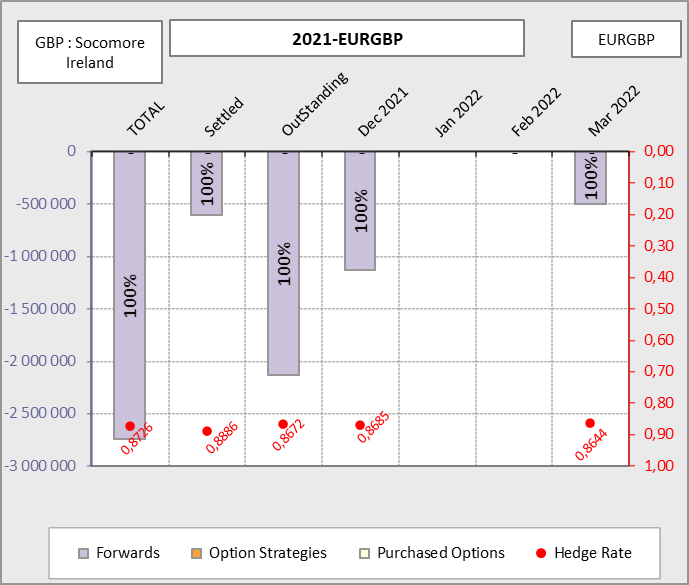 GBP : Socomore
Ireland
2021-EURGBP
EURGBP
TOTAL
Settled
OutStanding
Dec 2021
Jan 2022
Feb 2022
Mar 2022
0
-500 000
-1 000 000
-1 500 000
-2 000 000
-2 500 000
-3 000 000
100%
100%
100%
100%
100%
0,8726
0,8886
0,8672
0,8685
0,8644
0,00
0,10
0,20
0,30
0,40
0,50
0,60
0,70
0,80
0,90
1,00
Forwards
Option Strategies
Purchased Options
Hedge Rate